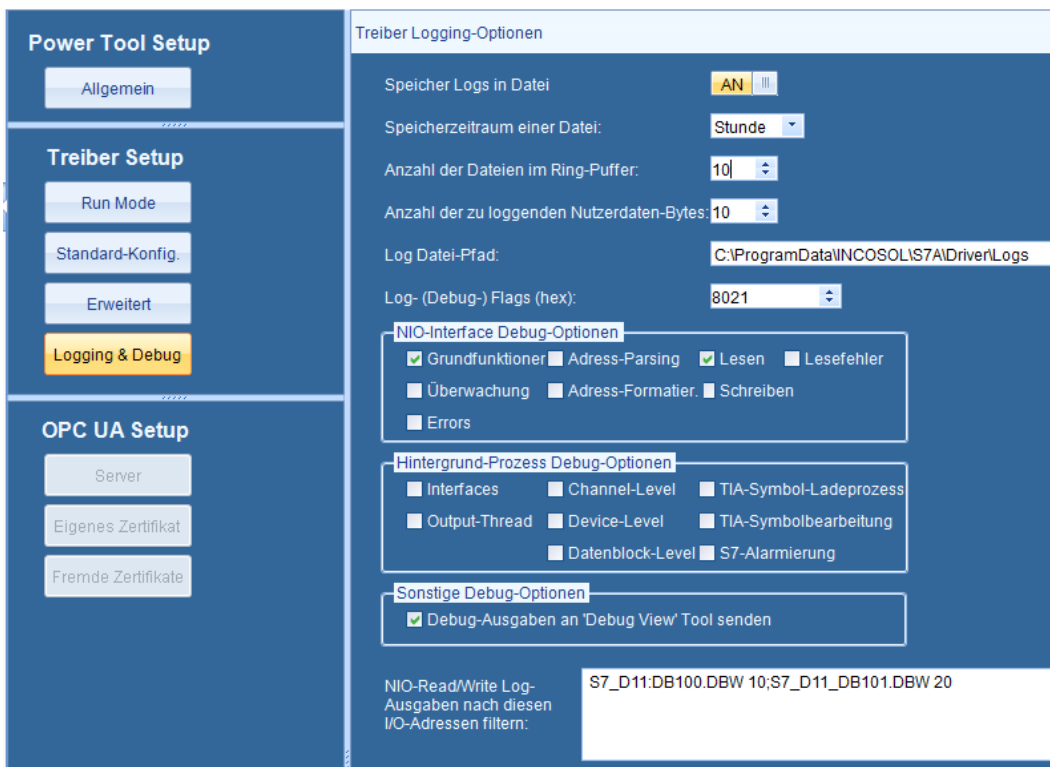 Power Tool Setup
Allgemein
Treiber Setup
Run Mode
Standard-Konfig.
Erweitert
Logging & Debug
OPC UA Setup
Server
Eigenes Zertifikat
Fremde Zertifikate
Treiber Logging-Optionen
Speicher Logs in Datei AN
Speicherzeitraum einer Datei: Stunde
Anzahl der Dateien im Ring-Puffer: 10
Anzahl der zu loggenden Nutzerdaten-Bytes: 10
Log Datei-Pfad: C:\ProgramData\INCOSOL\S7A\Driver\Logs
Log- (Debug-) Flags (hex): 8021
NIO-Interface Debug-Optionen
Grundfunktioner Adress-Parsing Lesen Lesefehler
Überwachung Adress-Formatier. Schreiben
Errors
Hintergrund-Prozess Debug-Optionen
Interfaces Channel-Level TIA-Symbol-Ladeprozess
Output-Thread Device-Level TIA-Symbolbearbeitung
Datenblock-Level S7-Alarmierung
Sonstige Debug-Optionen
Debug-Ausgaben an 'Debug View' Tool senden
NIO-Read/Write Log-
Ausgaben nach diesen
I/O-Adressen filtern:
S7_D11:DB100.DBW 10;S7_D11_DB101.DBW 20